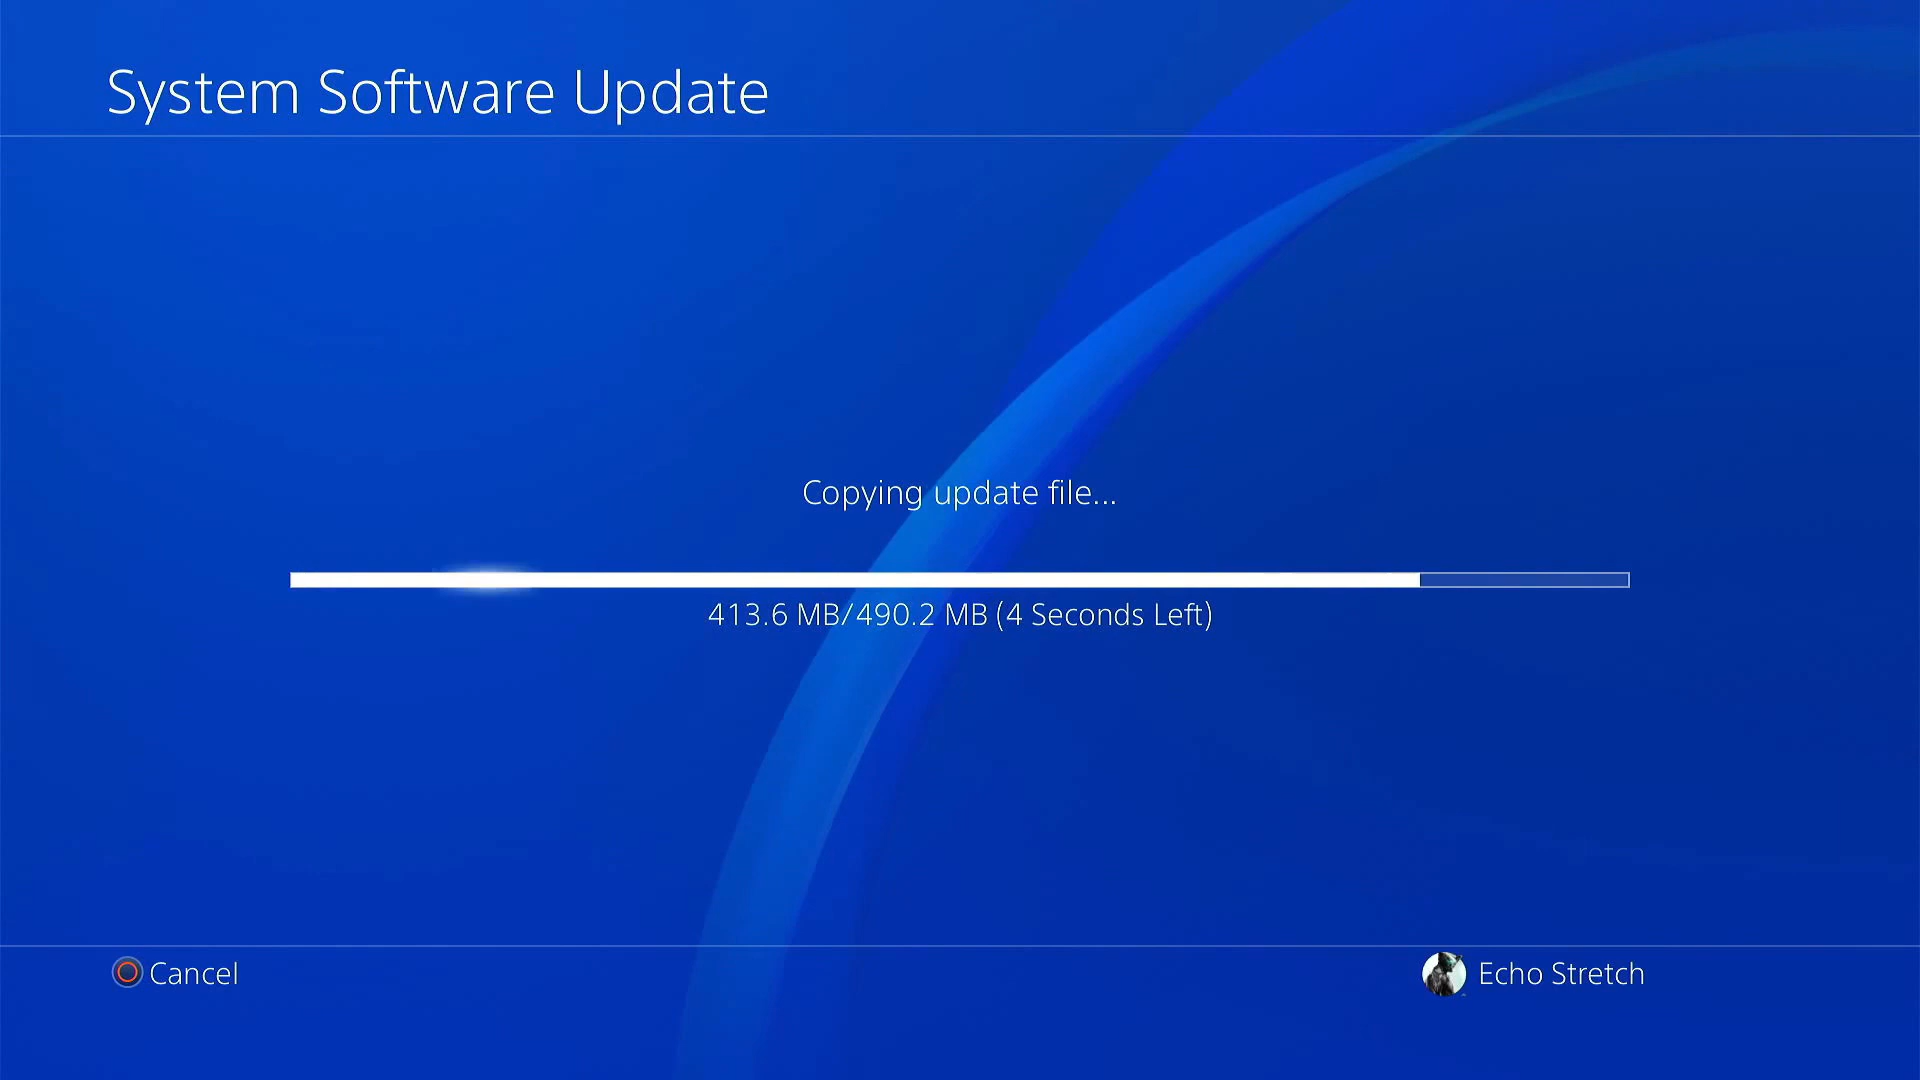 System Software Update
Copying update file...
413.6 MB/490.2 MB (4 Seconds Left)
Cancel
Echo Stretch